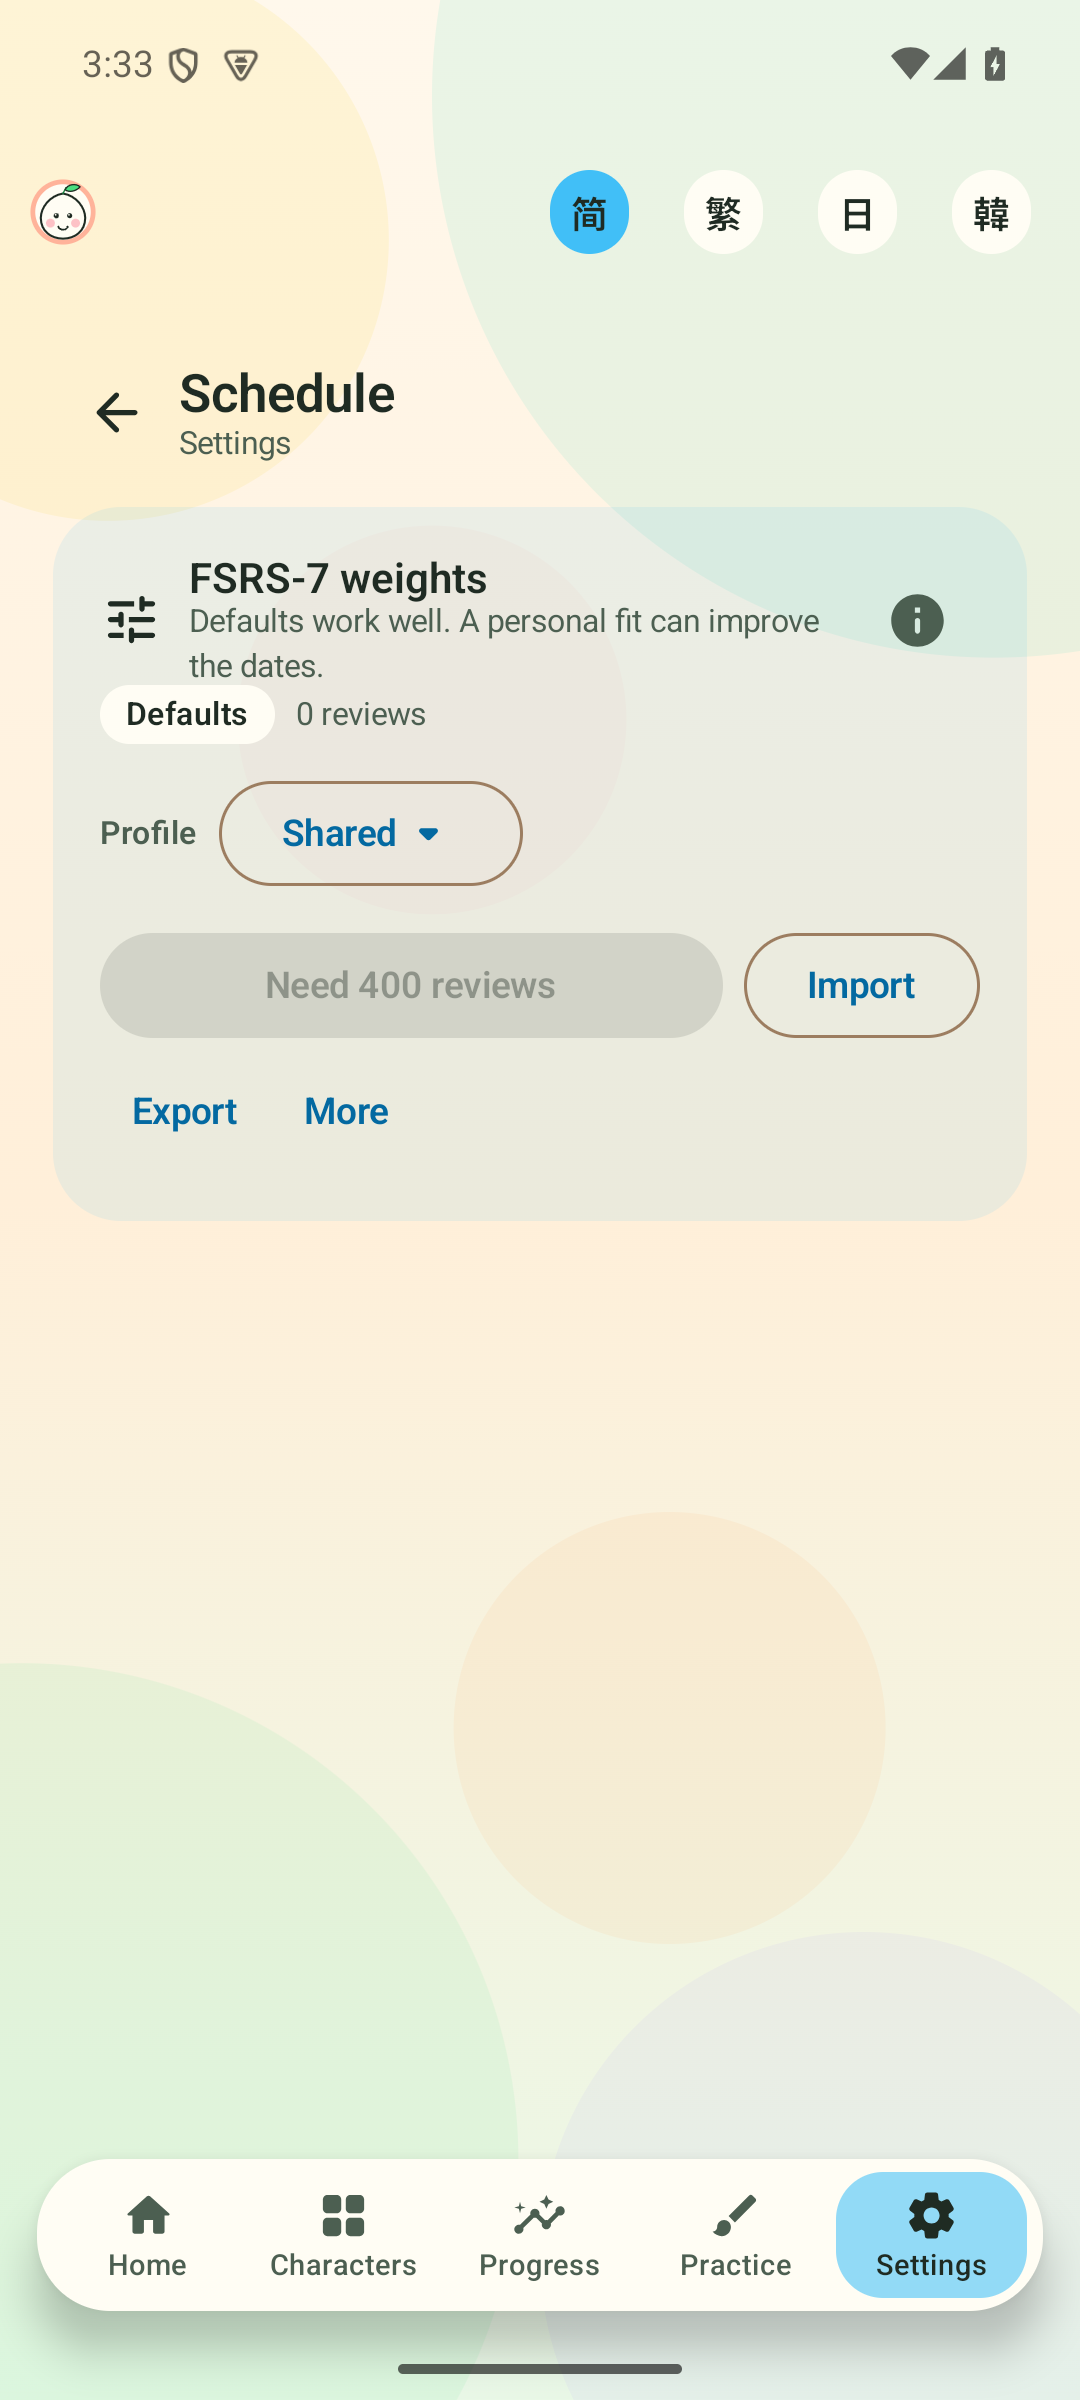 3:33
简 繁 日 韓
Schedule
Settings
FSRS-7 weights
Defaults work well. A personal fit can improve
the dates.
Defaults 0 reviews
Profile Shared
Need 400 reviews Import
Export More
Home Characters Progress Practice Settings